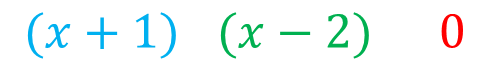 (x + 1) (x − 2) 0